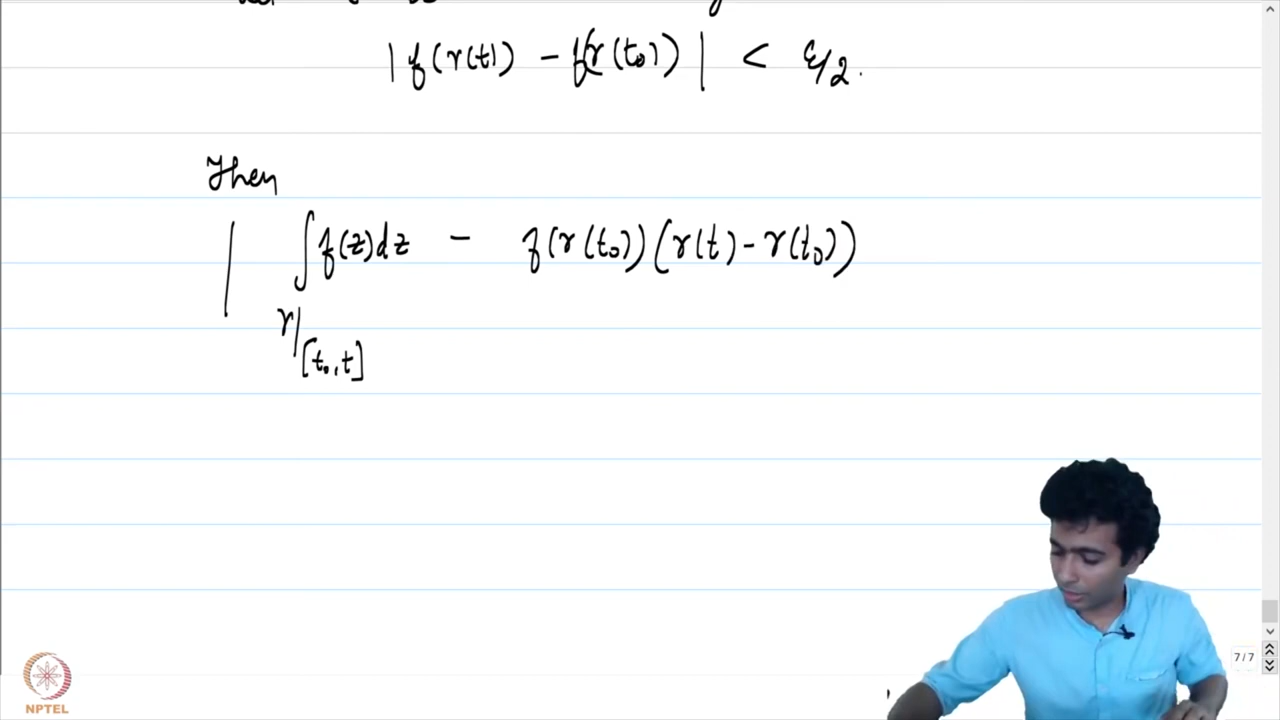 | f(γ(t)) - f(γ(t₀)) | < ε/2.
Then
| ∫ f(z)dz - f(γ(t₀))(γ(t) - γ(t₀))
γ|[t₀,t]
7/7
NPTEL